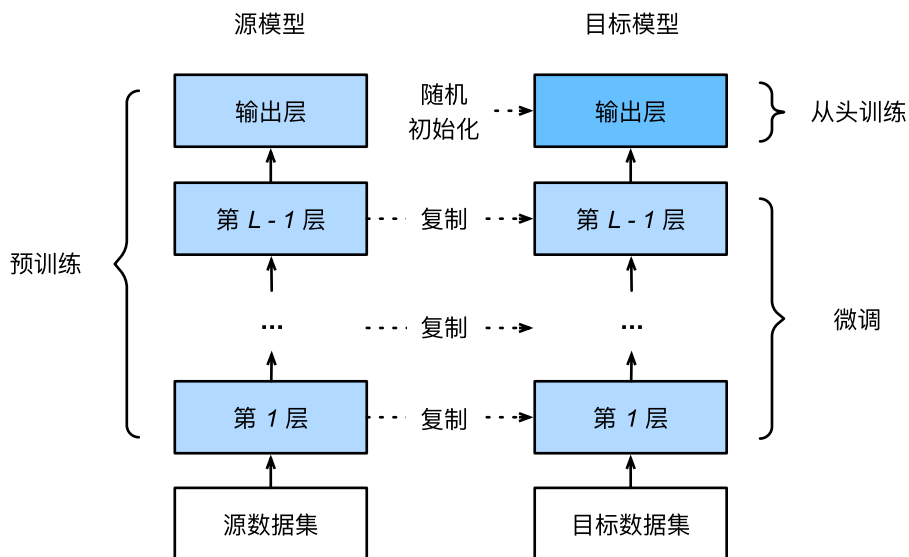 源模型
目标模型
输出层
随机
初始化
输出层
从头训练
第 L - 1 层
复制
第 L - 1 层
预训练
...
复制
...
微调
第 1 层
复制
第 1 层
源数据集
目标数据集